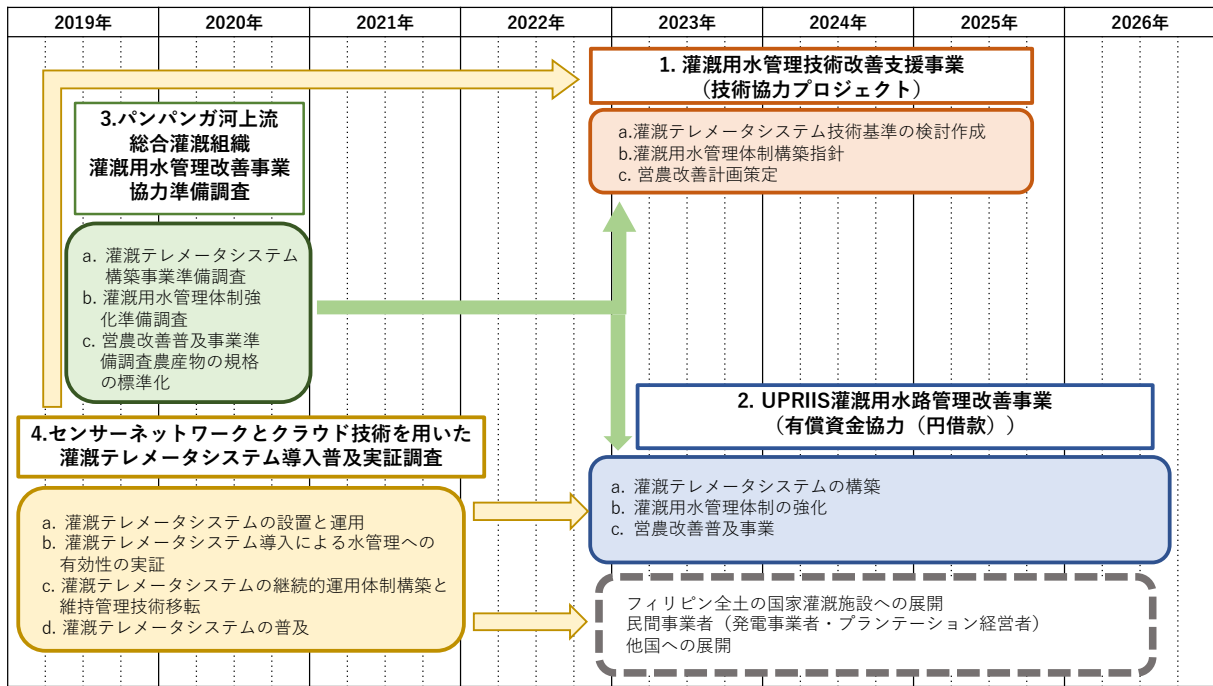 2019年 2020年 2021年 2022年 2023年 2024年 2025年 2026年
1. 灌漑用水管理技術改善支援事業
（技術協力プロジェクト）
a.灌漑テレメータシステム技術基準の検討作成
b.灌漑用水管理体制構築指針
c. 営農改善計画策定
3.パンパンガ河上流
総合灌漑組織
灌漑用水管理改善事業
協力準備調査
a. 灌漑テレメータシステム
構築事業準備調査
b. 灌漑用水管理体制強
化準備調査
c. 営農改善普及事業準
備調査農産物の規格
の標準化
2. UPRIIS灌漑用水路管理改善事業
（有償資金協力（円借款））
a. 灌漑テレメータシステムの構築
b. 灌漑用水管理体制の強化
c. 営農改善普及事業
4.センサーネットワークとクラウド技術を用いた
灌漑テレメータシステム導入普及実証調査
a. 灌漑テレメータシステムの設置と運用
b. 灌漑テレメータシステム導入による水管理への
有効性の実証
c. 灌漑テレメータシステムの継続的運用体制構築と
維持管理技術移転
d. 灌漑テレメータシステムの普及
フィリピン全土の国家灌漑施設への展開
民間事業者（発電事業者・プランテーション経営者）
他国への展開